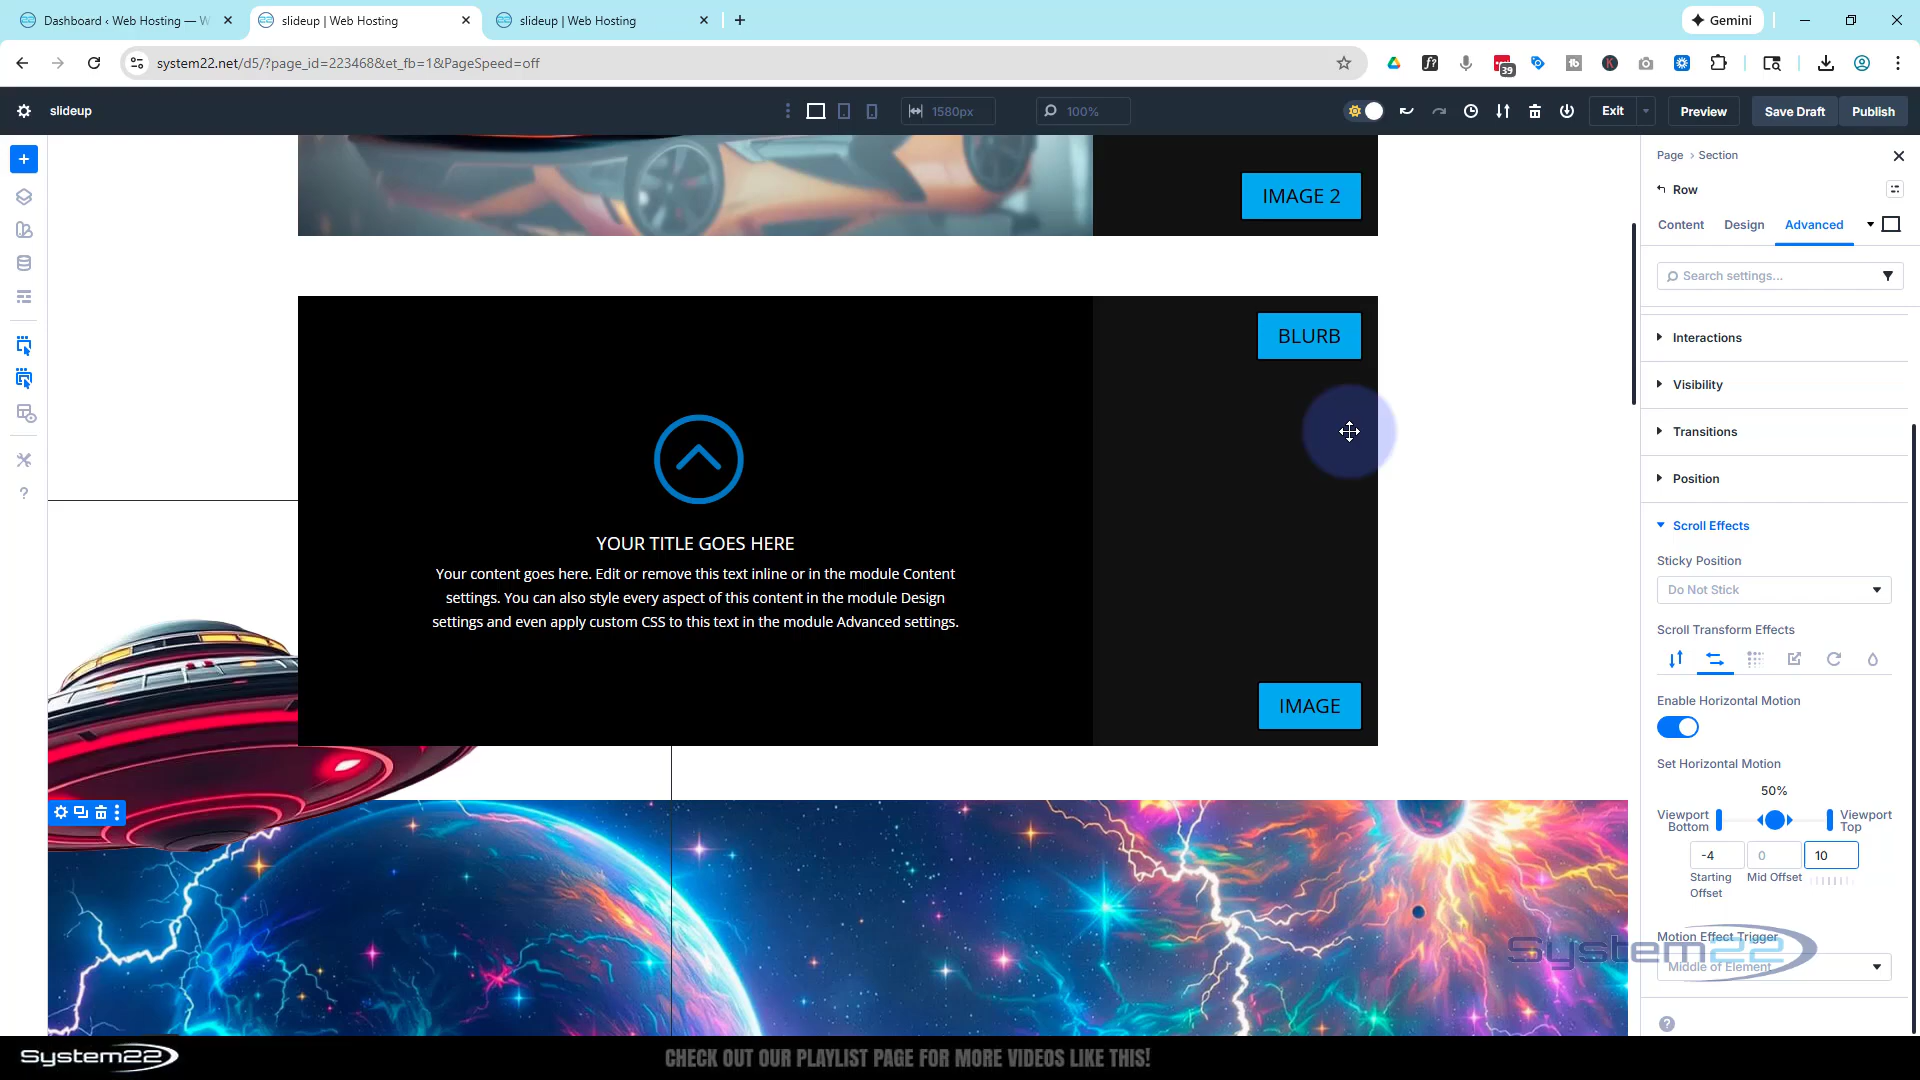 Dashboard ‹ Web Hosting — W
slideup | Web Hosting
slideup | Web Hosting
Gemini
system22.net/d5/?page_id=223468&et_fb=1&PageSpeed=off
39
slideup
1580px
100%
Exit
Preview
Save Draft
Publish
Page › Section
Row
Content
Design
Advanced
Search settings...
Interactions
Visibility
Transitions
Position
Scroll Effects
Sticky Position
Do Not Stick
Scroll Transform Effects
Enable Horizontal Motion
Set Horizontal Motion
50%
Viewport Bottom
Viewport Top
-4
0
10
Starting Offset
Mid Offset
Motion Effect Trigger
Middle of Element
IMAGE 2
BLURB
YOUR TITLE GOES HERE
Your content goes here. Edit or remove this text inline or in the module Content
settings. You can also style every aspect of this content in the module Design
settings and even apply custom CSS to this text in the module Advanced settings.
IMAGE
System22
System22
CHECK OUT OUR PLAYLIST PAGE FOR MORE VIDEOS LIKE THIS!